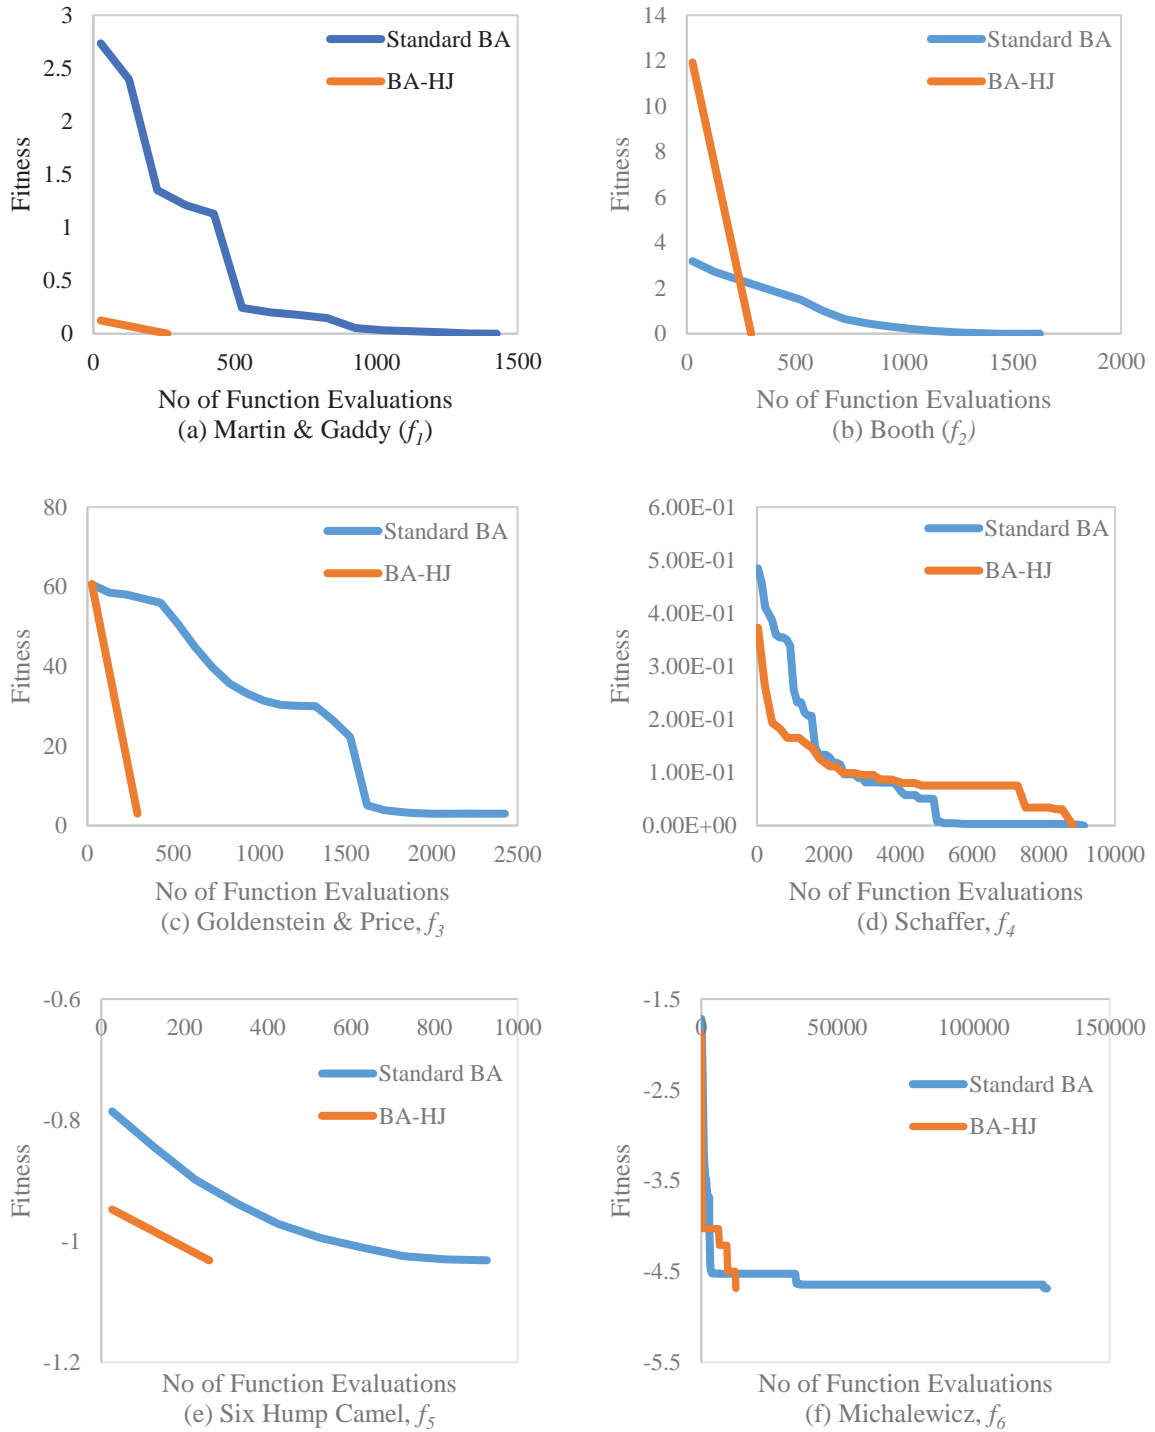 3
2.5
2
1.5
1
0.5
0
0
500
1000
1500
Fitness
Standard BA
BA-HJ
No of Function Evaluations
(a) Martin & Gaddy (f1)
14
12
10
8
6
4
2
0
0
500
1000
1500
2000
Fitness
Standard BA
BA-HJ
No of Function Evaluations
(b) Booth (f2)
80
60
40
20
0
0
500
1000
1500
2000
2500
Fitness
Standard BA
BA-HJ
No of Function Evaluations
(c) Goldenstein & Price, f3
6.00E-01
5.00E-01
4.00E-01
3.00E-01
2.00E-01
1.00E-01
0.00E+00
0
2000
4000
6000
8000
10000
Fitness
Standard BA
BA-HJ
No of Function Evaluations
(d) Schaffer, f4
-0.6
-0.8
-1
-1.2
0
200
400
600
800
1000
Fitness
Standard BA
BA-HJ
No of Function Evaluations
(e) Six Hump Camel, f5
-1.5
-2.5
-3.5
-4.5
-5.5
0
50000
100000
150000
Fitness
Standard BA
BA-HJ
No of Function Evaluations
(f) Michalewicz, f6